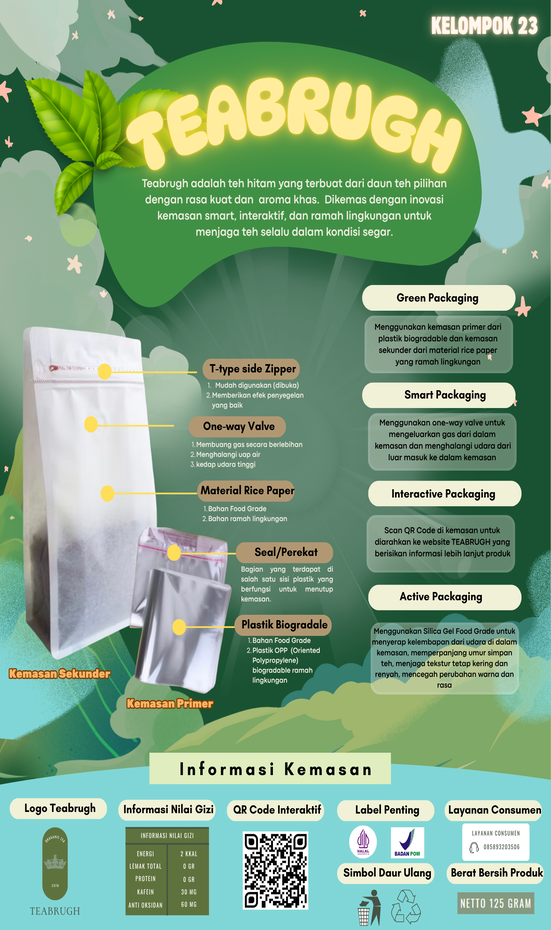 KELOMPOK 23
TEABRUGH
Teabrugh adalah teh hitam yang terbuat dari daun teh pilihan
dengan rasa kuat dan aroma khas. Dikemas dengan inovasi
kemasan smart, interaktif, dan ramah lingkungan untuk
menjaga teh selalu dalam kondisi segar.
T-type side Zipper
1. Mudah digunakan (dibuka)
2. Memberikan efek penyegelan
yang baik
One-way Valve
1. Membuang gas secara berlebihan
2. Menghalangi uap air
3. kedap udara tinggi
Material Rice Paper
1. Bahan Food Grade
2. Bahan ramah lingkungan
Seal/Perekat
Bagian yang terdapat di
salah satu sisi plastik yang
berfungsi untuk menutup
kemasan.
Plastik Biogradale
1. Bahan Food Grade
2. Plastik OPP (Oriented
Polypropylene)
biogradable ramah
lingkungan
Kemasan Sekunder
Kemasan Primer
Green Packaging
Menggunakan kemasan primer dari
plastik biogradable dan kemasan
sekunder dari material rice paper
yang ramah lingkungan
Smart Packaging
Menggunakan one-way valve untuk
mengeluarkan gas dari dalam
kemasan dan menghalangi udara dari
luar masuk ke dalam kemasan
Interactive Packaging
Scan QR Code di kemasan untuk
diarahkan ke website TEABRUGH yang
berisikan informasi lebih lanjut produk
Active Packaging
Menggunakan Silica Gel Food Grade untuk
menyerap kelembapan dari udara di dalam
kemasan, memperpanjang umur simpan
teh, menjaga tekstur tetap kering dan
renyah, mencegah perubahan warna dan
rasa
Informasi Kemasan
Logo Teabrugh
TEABRUGH
Informasi Nilai Gizi
INFORMASI NILAI GIZI
ENERGI 2 KKAL
LEMAK TOTAL 0 GR
PROTEIN 0 GR
KAFEIN 30 MG
ANTI OKSIDAN 60 MG
QR Code Interaktif
Label Penting
HALAL
BADAN POM
Simbol Daur Ulang
Layanan Consumen
LAYANAN CONSUMEN
085893203506
Berat Bersih Produk
NETTO 125 GRAM